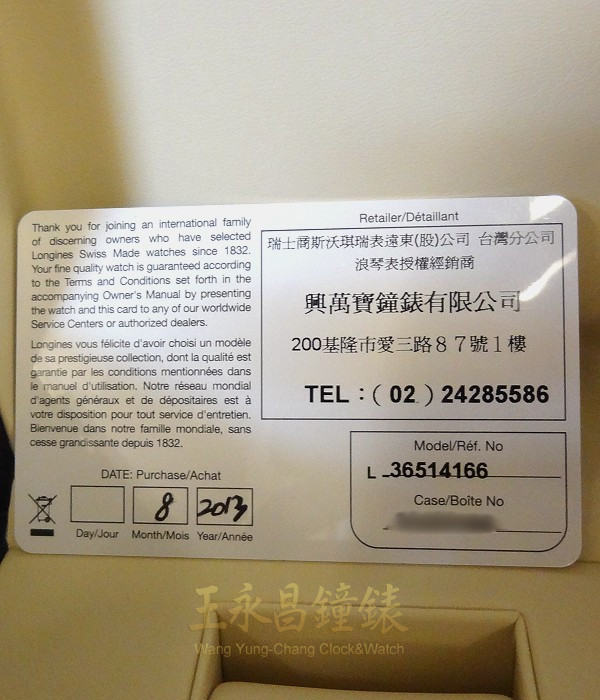 Thank you for joining an international family
of discerning owners who have selected
Longines Swiss Made watches since 1832.
Your fine quality watch is guaranteed according
to the Terms and Conditions set forth in the
accompanying Owner's Manual by presenting
the watch and this card to any of our worldwide
Service Centers or authorized dealers.
Longines vous félicite d'avoir choisi un modèle
de sa prestigieuse collection, dont la qualité est
garantie par les conditions mentionnées dans
le manuel d'utilisation. Notre réseau mondial
d'agents généraux et de dépositaires est à
votre disposition pour tout service d'entretien.
Bienvenue dans notre famille mondiale, sans
cesse grandissante depuis 1832.
DATE: Purchase/Achat
8 2013
Day/Jour Month/Mois Year/Année
Retailer/Détaillant
瑞士商斯沃琪瑞表遠東(股)公司 台灣分公司
浪琴表授權經銷商
興萬寶鐘錶有限公司
200基隆市愛三路87號1樓
TEL:(02)24285586
Model/Réf. No
L 36514166
Case/Boîte No
王永昌鐘錶
Wang Yung-Chang Clock&Watch